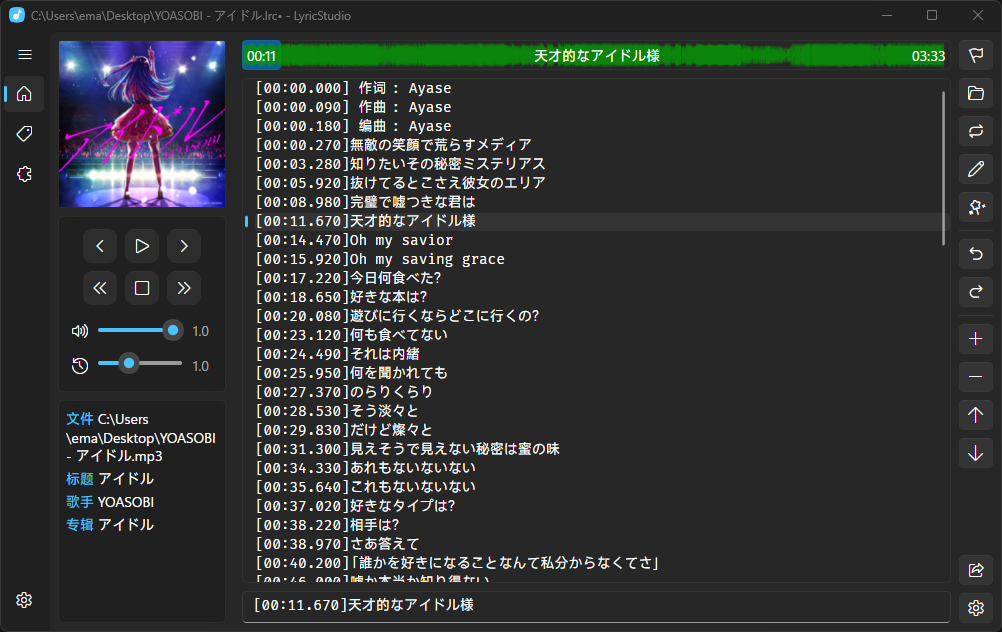 C:\Users\ema\Desktop\YOASOBI - アイドル.lrc• - LyricStudio
00:11 天才的なアイドル様 03:33
[00:00.000] 作词 : Ayase
[00:00.090] 作曲 : Ayase
[00:00.180] 编曲 : Ayase
[00:00.270]無敵の笑顔で荒らすメディア
[00:03.280]知りたいその秘密ミステリアス
[00:05.920]抜けてるとこさえ彼女のエリア
[00:08.980]完璧で嘘つきな君は
[00:11.670]天才的なアイドル様
[00:14.470]Oh my savior
[00:15.920]Oh my saving grace
[00:17.220]今日何食べた?
[00:18.650]好きな本は?
[00:20.080]遊びに行くならどこに行くの?
[00:23.120]何も食べてない
[00:24.490]それは内緒
[00:25.950]何を聞かれても
[00:27.370]のらりくらり
[00:28.530]そう淡々と
[00:29.830]だけど燦々と
[00:31.300]見えそうで見えない秘密は蜜の味
[00:34.330]あれもないないない
[00:35.640]これもないないない
[00:37.020]好きなタイプは?
[00:38.220]相手は?
[00:38.970]さあ答えて
[00:40.200]「誰かを好きになることなんて私分からなくてさ」
[00:46.000]嘘か本当か知り得ない
[00:11.670]天才的なアイドル様
1.0
1.0
文件 C:\Users
\ema\Desktop\YOASOBI
- アイドル.mp3
标题 アイドル
歌手 YOASOBI
专辑 アイドル